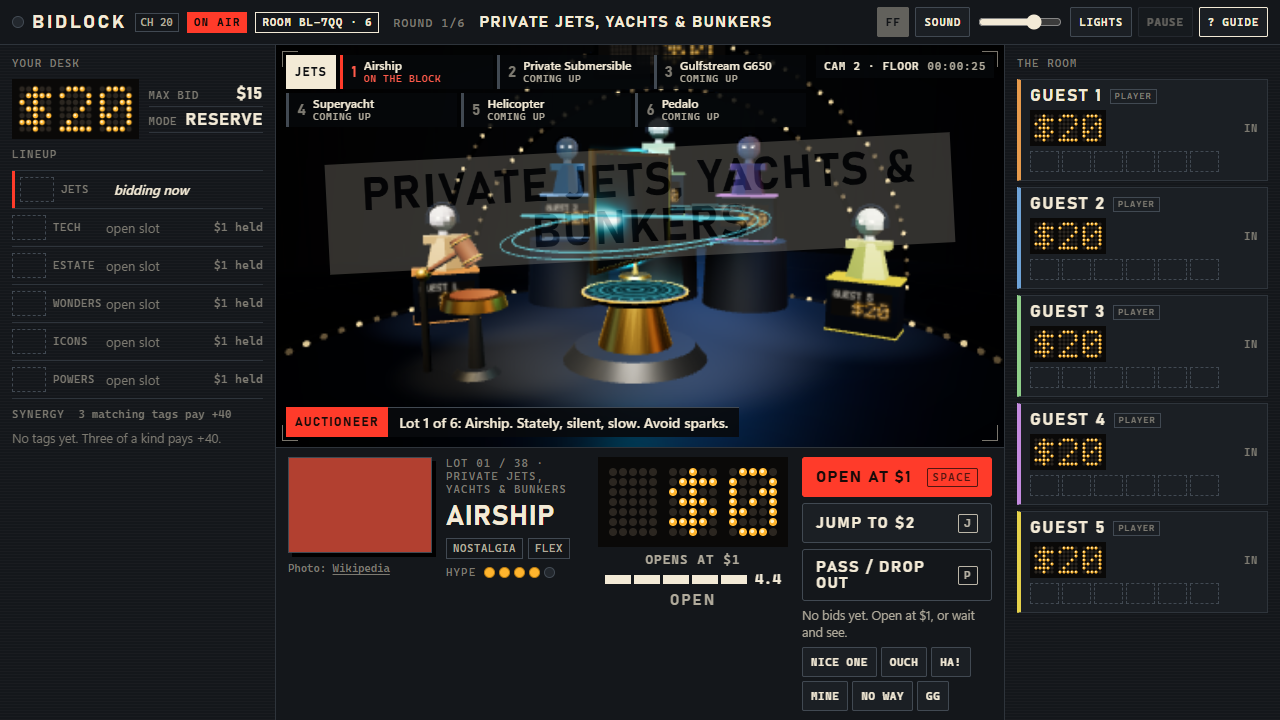 BIDLOCK CH 20 ON AIR ROOM BL-7QQ · 6 ROUND 1/6 PRIVATE JETS, YACHTS & BUNKERS FF SOUND LIGHTS PAUSE ? GUIDE
YOUR DESK
$20
MAX BID $15
MODE RESERVE
LINEUP
JETS bidding now
TECH open slot $1 held
ESTATE open slot $1 held
WONDERS open slot $1 held
ICONS open slot $1 held
POWERS open slot $1 held
SYNERGY 3 matching tags pay +40
No tags yet. Three of a kind pays +40.
JETS
1 Airship
ON THE BLOCK
2 Private Submersible
COMING UP
3 Gulfstream G650
COMING UP
CAM 2 · FLOOR 00:00:25
4 Superyacht
COMING UP
5 Helicopter
COMING UP
6 Pedalo
COMING UP
PRIVATE JETS, YACHTS &
BUNKERS
GUEST 5
$20
AUCTIONEER Lot 1 of 6: Airship. Stately, silent, slow. Avoid sparks.
Photo: Wikipedia
LOT 01 / 38 ·
PRIVATE JETS,
YACHTS & BUNKERS
AIRSHIP
NOSTALGIA FLEX
HYPE
$0
OPENS AT $1
4.4
OPEN
OPEN AT $1 SPACE
JUMP TO $2 J
PASS / DROP
OUT P
No bids yet. Open at $1, or wait
and see.
NICE ONE OUCH HA!
MINE NO WAY GG
THE ROOM
GUEST 1 PLAYER
$20 IN
GUEST 2 PLAYER
$20 IN
GUEST 3 PLAYER
$20 IN
GUEST 4 PLAYER
$20 IN
GUEST 5 PLAYER
$20 IN